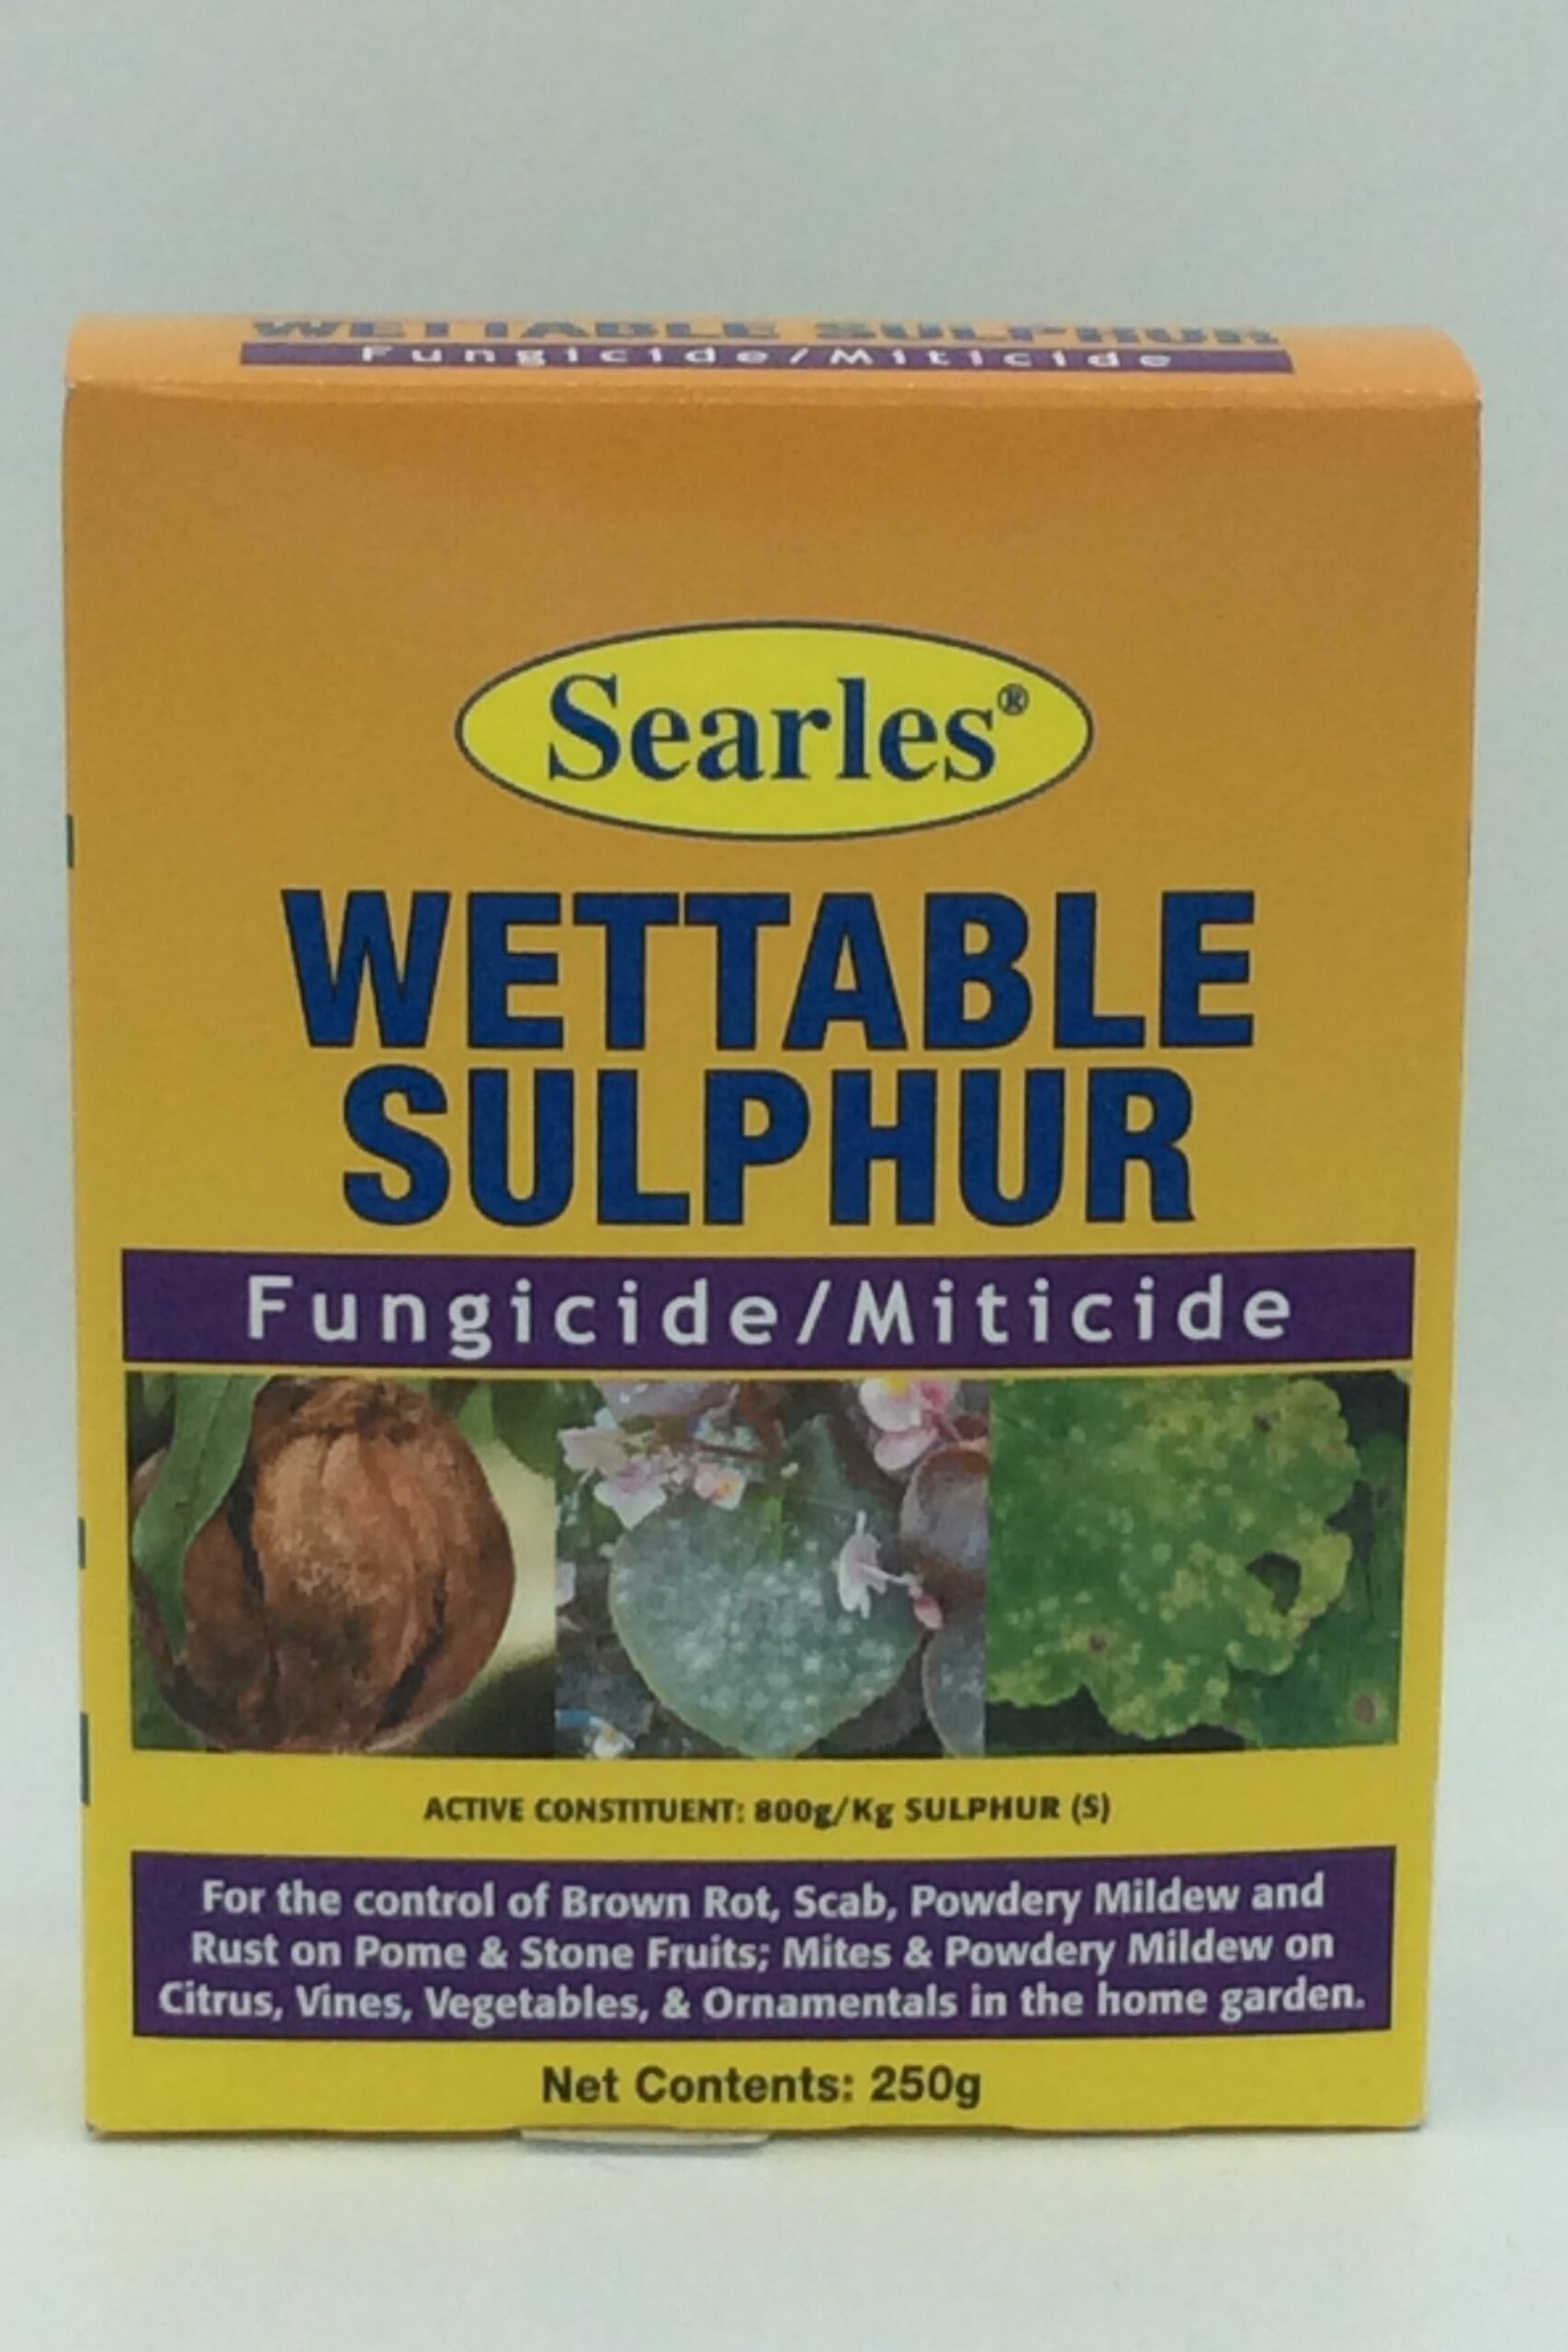 WETTABLE SULPHUR
Fungicide/Miticide
Searles®
WETTABLE
SULPHUR
Fungicide/Miticide
ACTIVE CONSTITUENT: 800g/Kg SULPHUR (S)
For the control of Brown Rot, Scab, Powdery Mildew and
Rust on Pome & Stone Fruits; Mites & Powdery Mildew on
Citrus, Vines, Vegetables, & Ornamentals in the home garden.
Net Contents: 250g